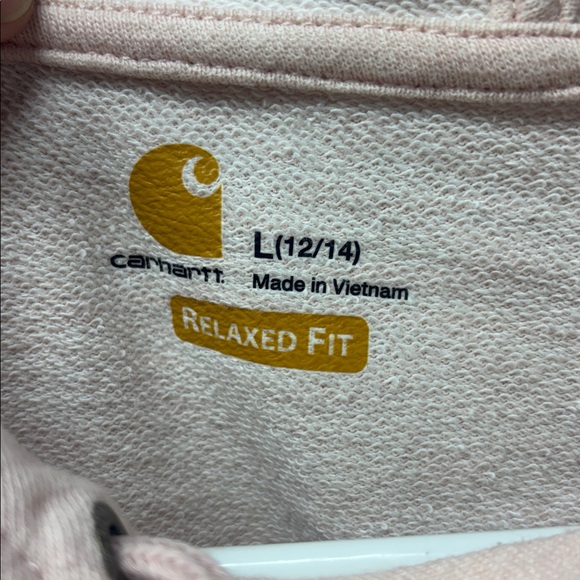 L(12/14)
carhartt.
Made in Vietnam
RELAXED FIT